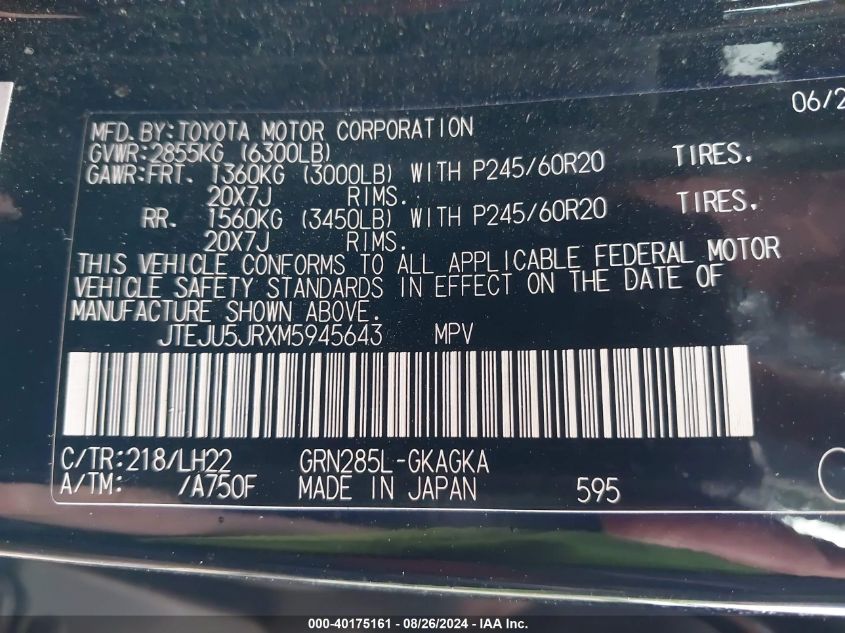 06/2
MFD. BY: TOYOTA MOTOR CORPORATION
GVWR: 2855KG (6300LB)
GAWR: FRT. 1360KG (3000LB) WITH P245/60R20 TIRES.
20X7J RIMS.
RR. 1560KG (3450LB) WITH P245/60R20 TIRES.
20X7J RIMS.
THIS VEHICLE CONFORMS TO ALL APPLICABLE FEDERAL MOTOR
VEHICLE SAFETY STANDARDS IN EFFECT ON THE DATE OF
MANUFACTURE SHOWN ABOVE.
JTEJU5JRXM5945643 MPV
C/TR: 218/LH22 GRN285L-GKAGKA
A/TM: /A750F MADE IN JAPAN 595
000-40175161 - 08/26/2024 - IAA Inc.